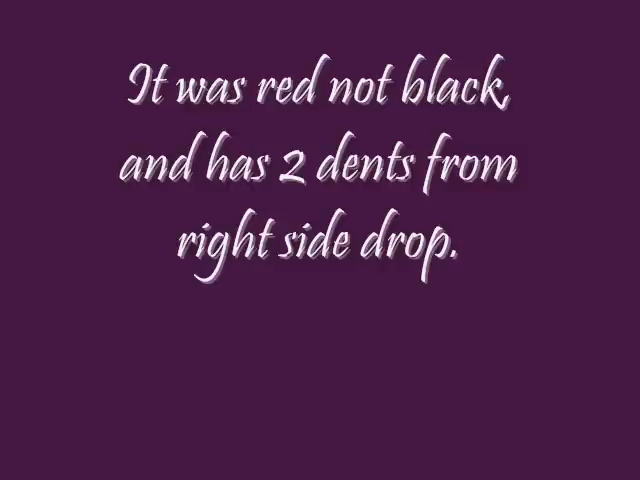 It was red not black,
and has 2 dents from
right side drop.